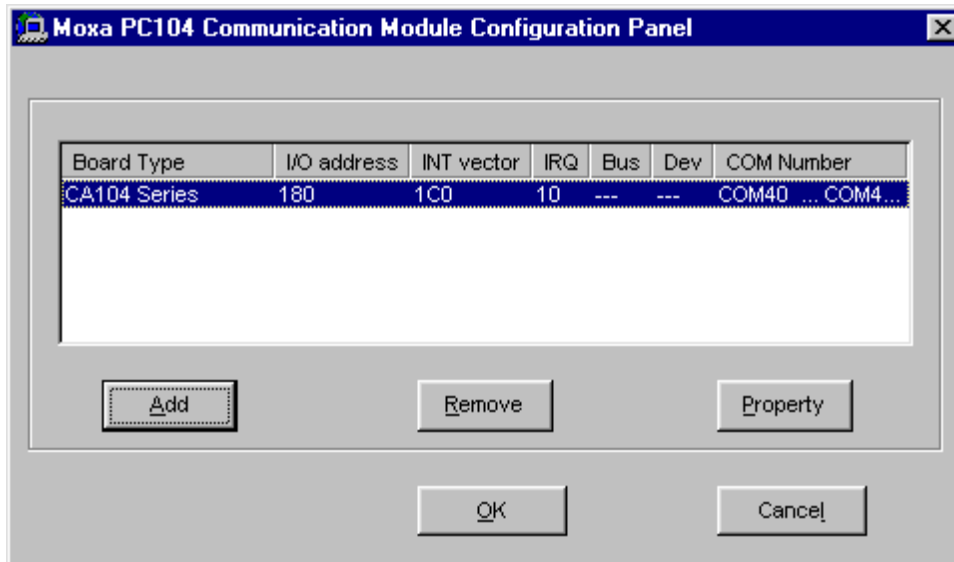 Moxa PC104 Communication Module Configuration Panel
Board Type I/O address INT vector IRQ Bus Dev COM Number
CA104 Series 180 1C0 10 --- --- COM40 ... COM4...
Add Remove Property
OK Cancel